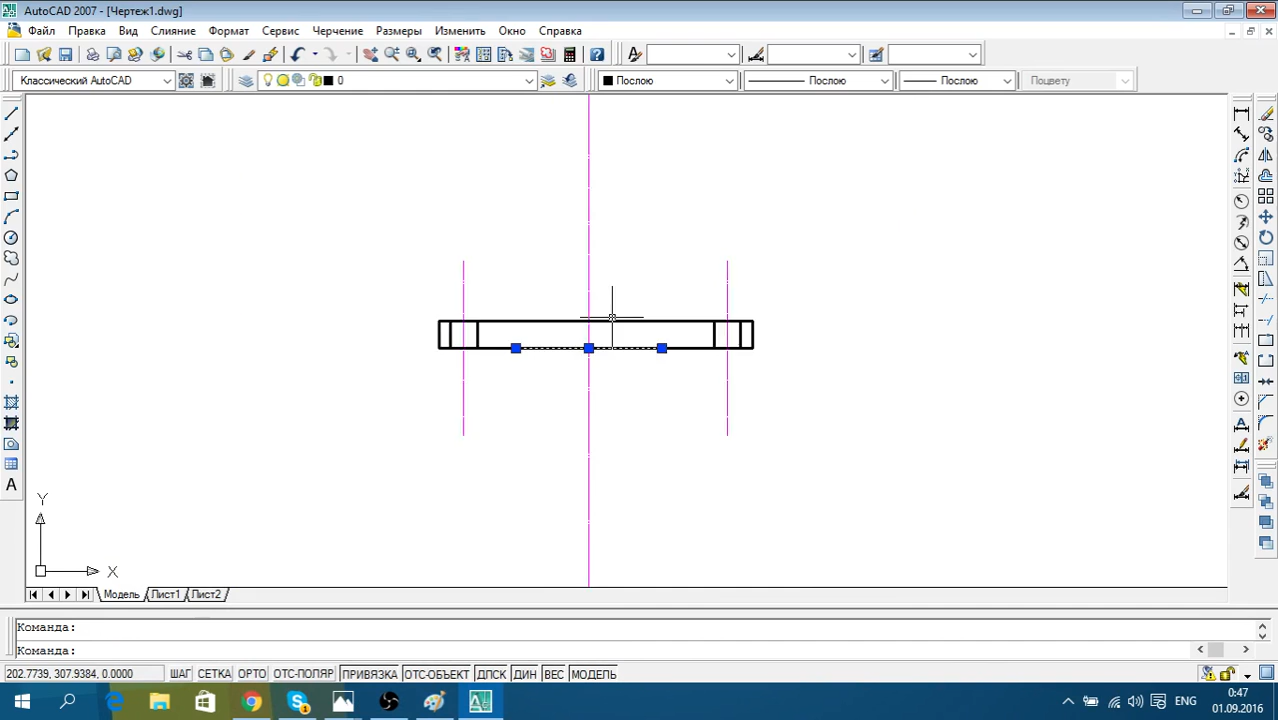 AutoCAD 2007 - [Чертеж1.dwg]
Файл Правка Вид Слияние Формат Сервис Черчение Размеры Изменить Окно Справка
Классический AutoCAD 0 Послою Послою Послою Поцвету
Y
X
Модель Лист1 Лист2
Команда:
Команда:
202.7739, 307.9384, 0.0000 ШАГ СЕТКА ОРТО ОТС-ПОЛЯР ПРИВЯЗКА ОТС-ОБЪЕКТ ДПСК ДИН ВЕС МОДЕЛЬ
ENG
0:47
01.09.2016